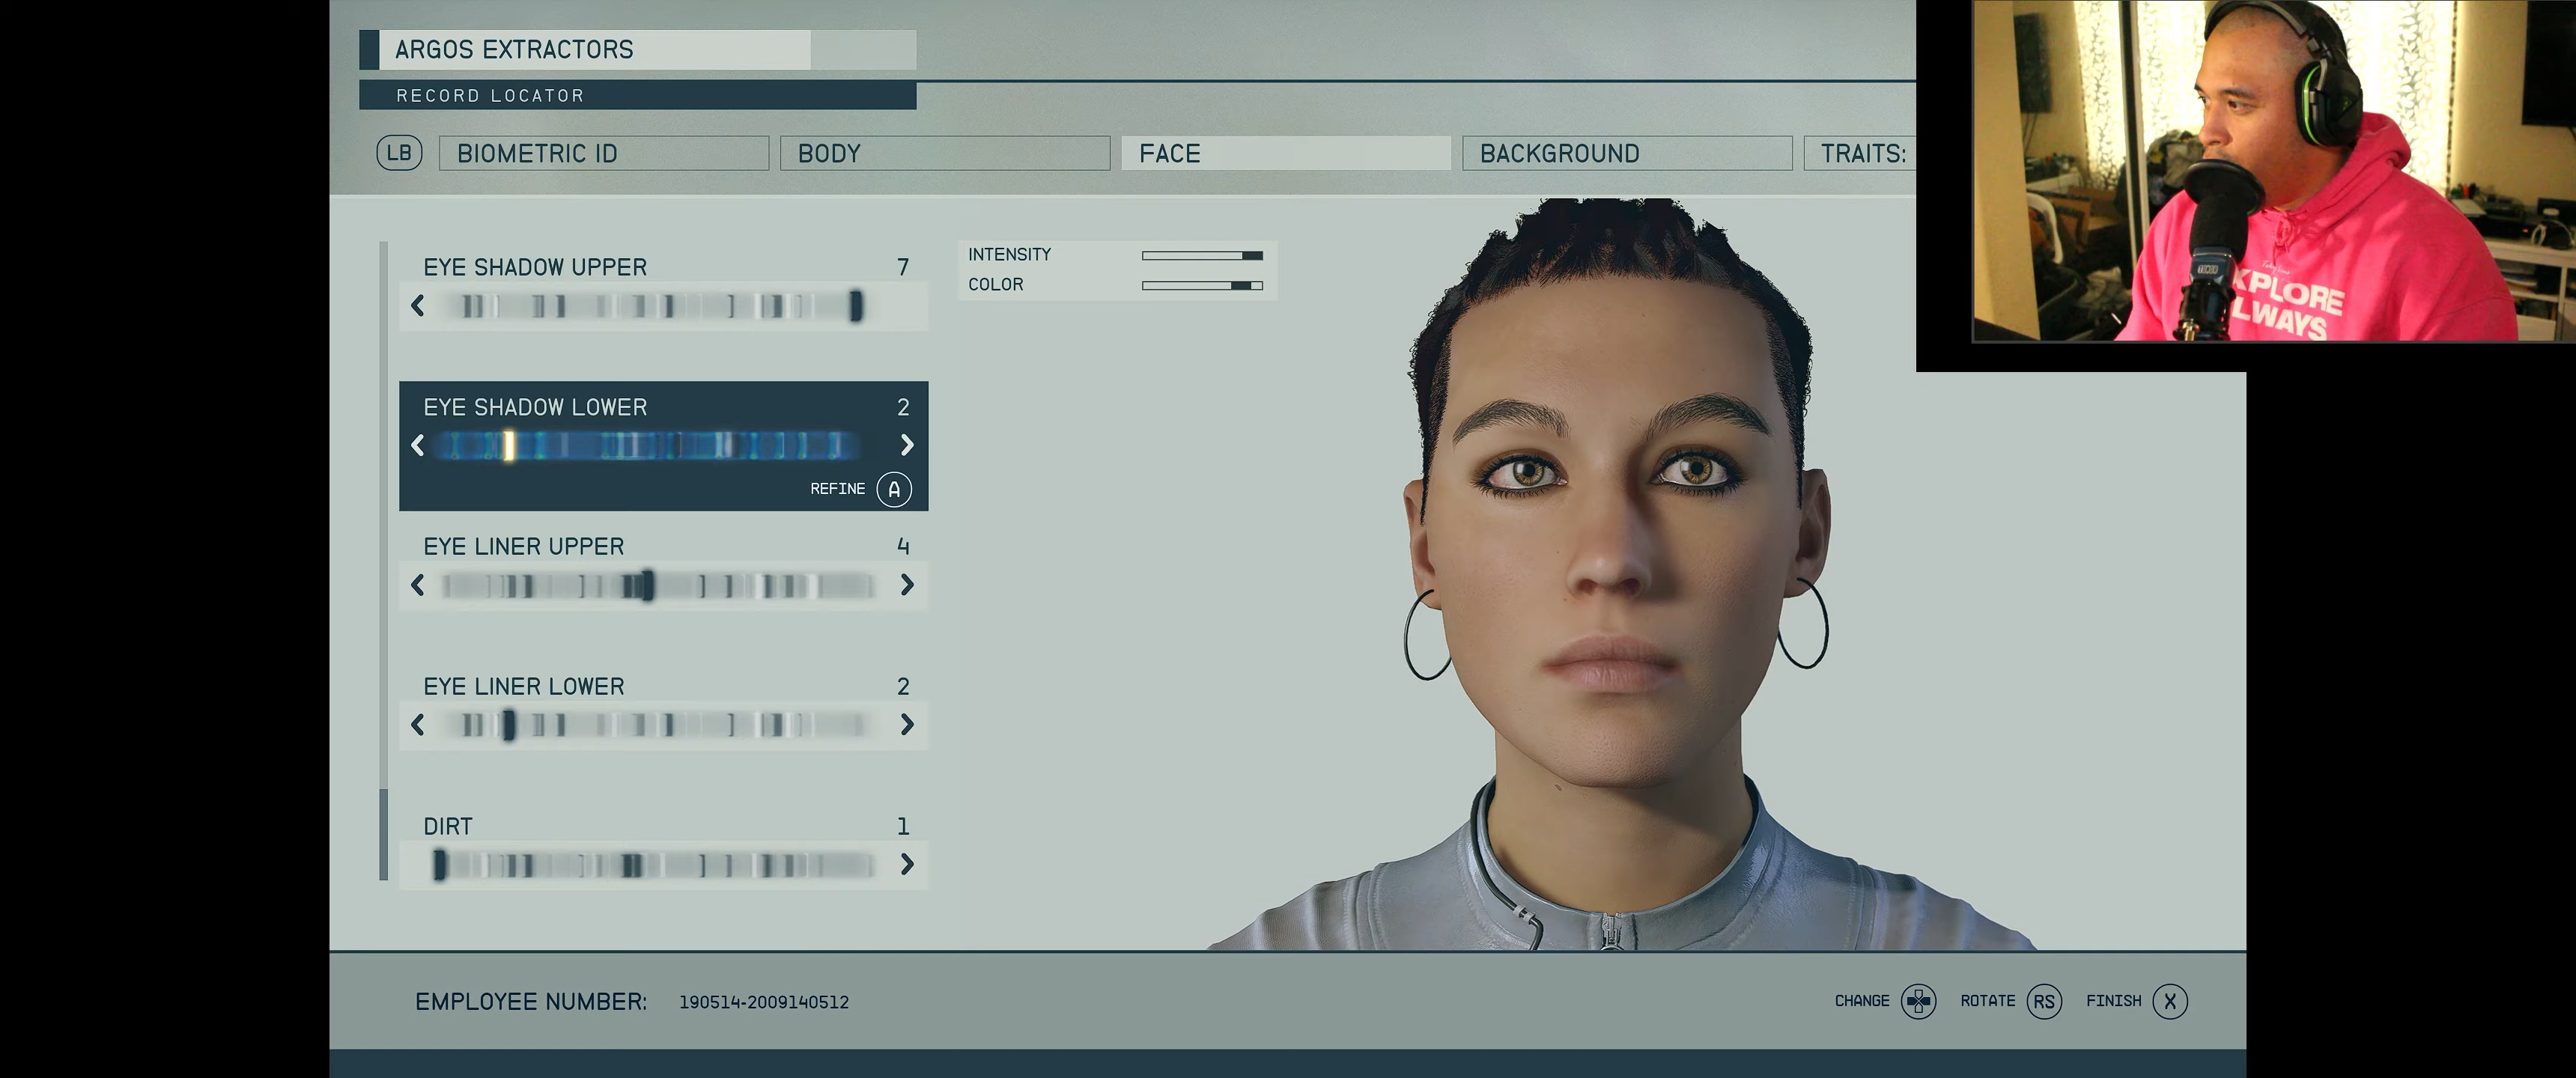 ARGOS EXTRACTORS
RECORD LOCATOR
LB
BIOMETRIC ID
BODY
FACE
BACKGROUND
TRAITS:
EYE SHADOW UPPER 7
INTENSITY
COLOR
EYE SHADOW LOWER 2
REFINE A
EYE LINER UPPER 4
EYE LINER LOWER 2
DIRT 1
EMPLOYEE NUMBER: 190514-2009140512
CHANGE
ROTATE RS
FINISH X
XPLORE
LWAYS